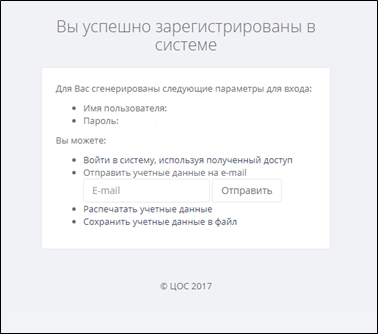 Вы успешно зарегистрированы в
системе
Для Вас сгенерированы следующие параметры для входа:
Имя пользователя:
Пароль:
Вы можете:
Войти в систему, используя полученный доступ
Отправить учетные данные на e-mail
E-mail Отправить
Распечатать учетные данные
Сохранить учетные данные в файл
© ЦОС 2017